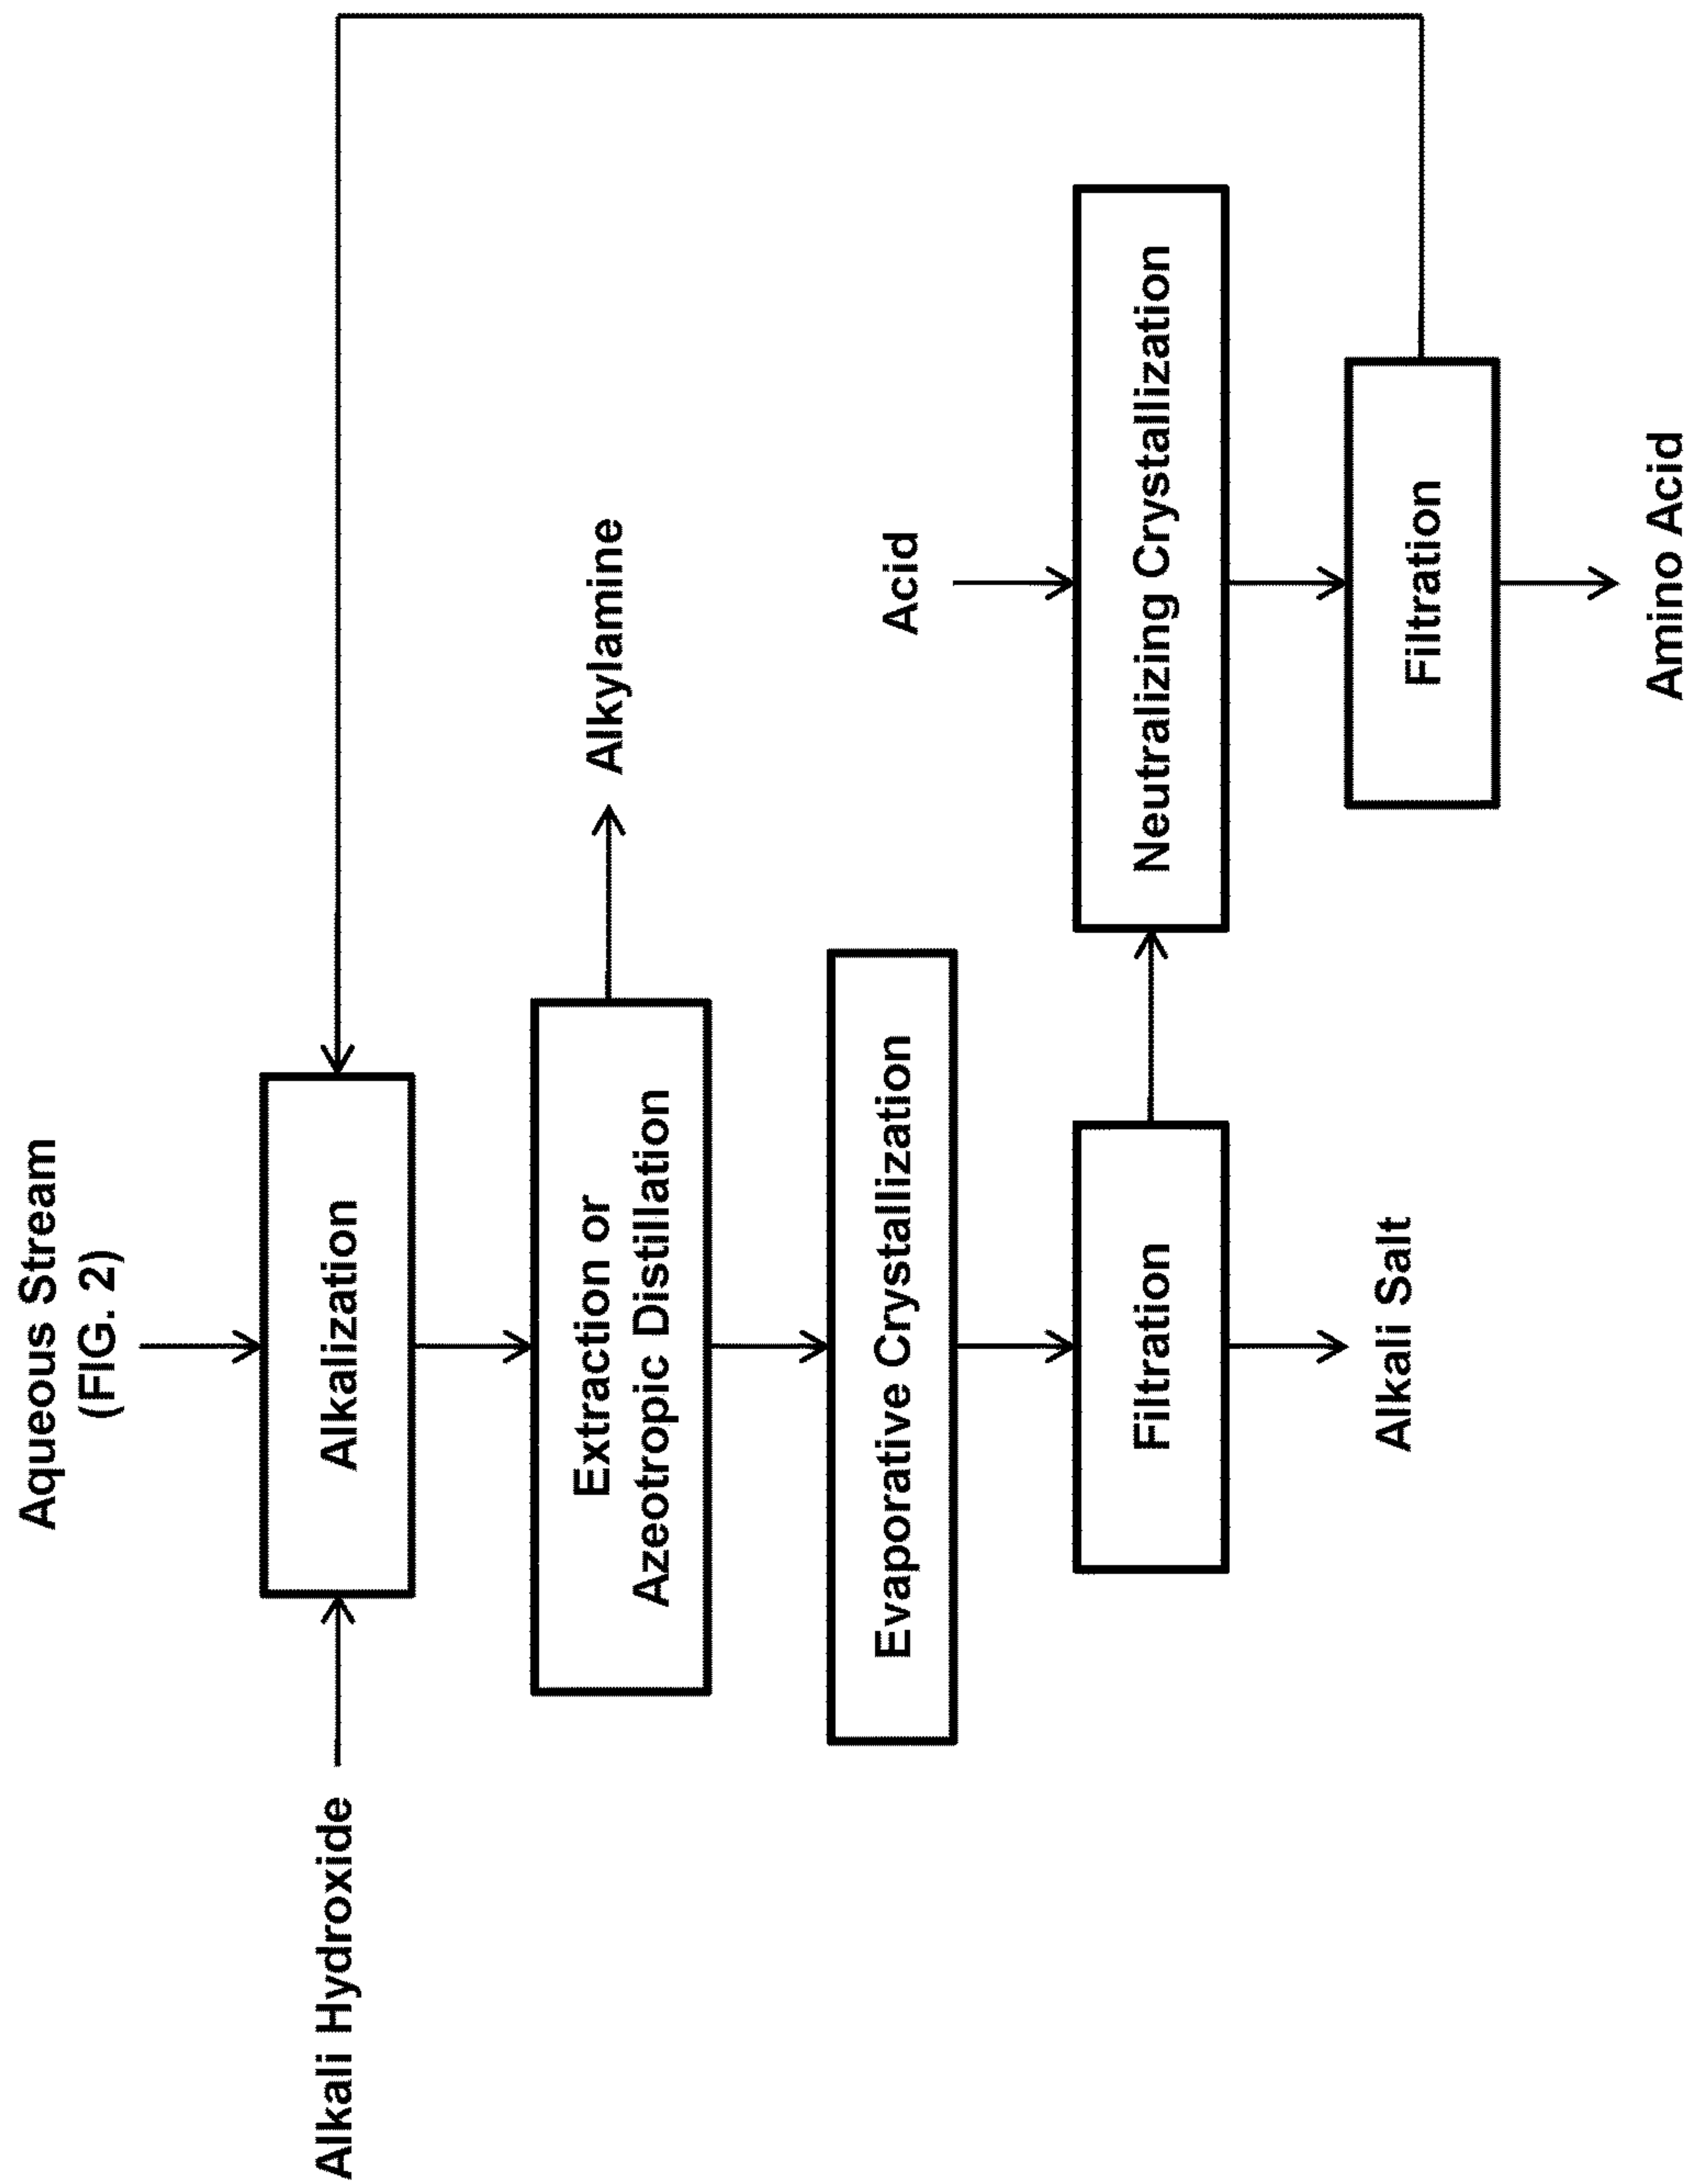 Aqueous Stream
(FIG. 2)
Alkali Hydroxide
Alkalization
Extraction or
Azeotropic Distillation
Alkylamine
Evaporative Crystallization
Acid
Filtration
Neutralizing Crystallization
Alkali Salt
Filtration
Amino Acid